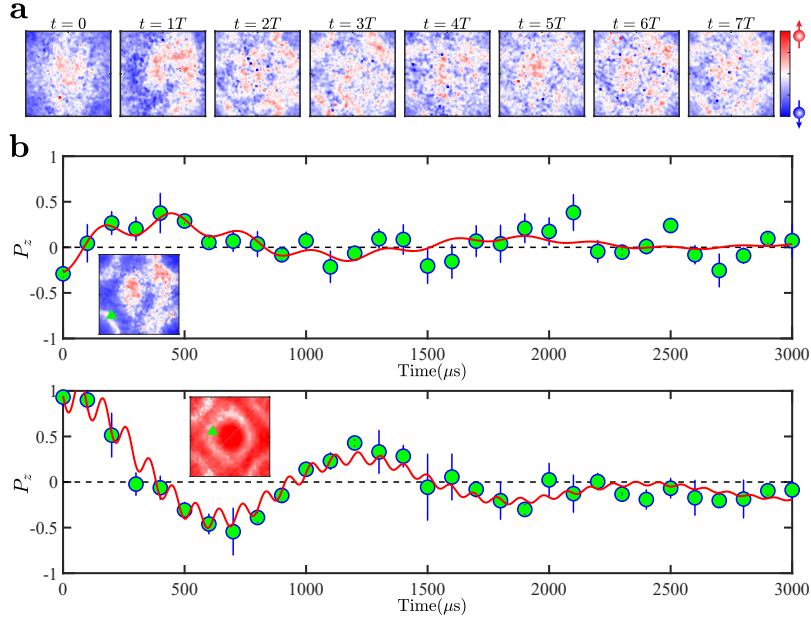 a
t = 0 t = 1T t = 2T t = 3T t = 4T t = 5T t = 6T t = 7T
b
1
0.5
0
-0.5
-1
P_z
0 500 1000 1500 2000 2500 3000
Time(μs)
1
0.5
0
-0.5
-1
P_z
0 500 1000 1500 2000 2500 3000
Time(μs)